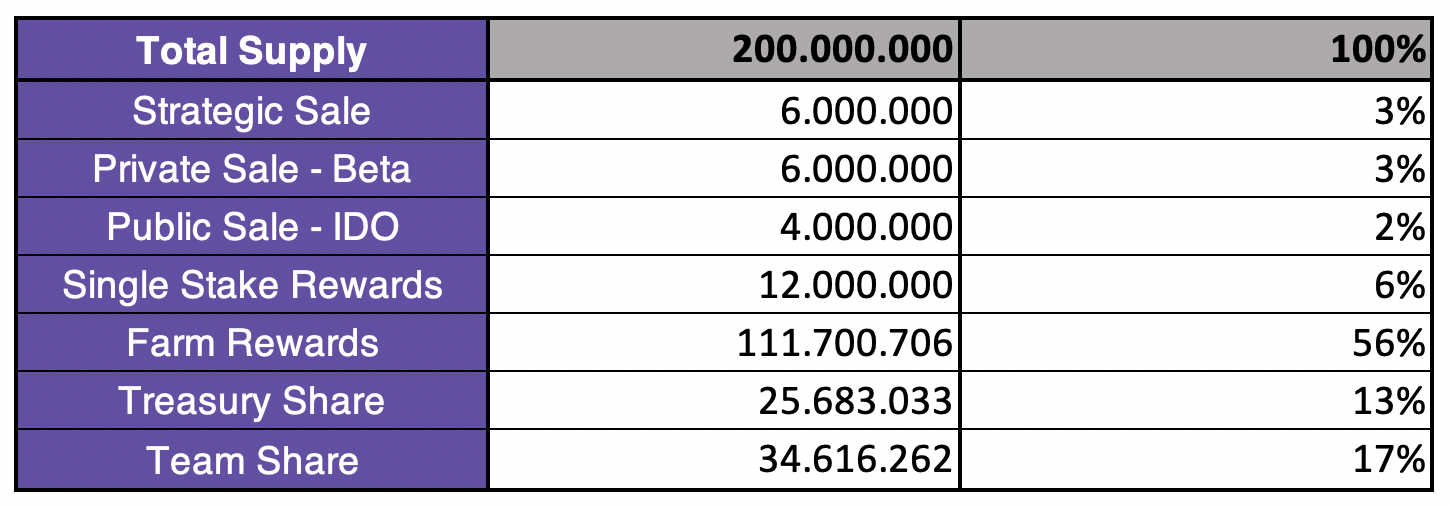 Total Supply 200.000.000 100%
Strategic Sale 6.000.000 3%
Private Sale - Beta 6.000.000 3%
Public Sale - IDO 4.000.000 2%
Single Stake Rewards 12.000.000 6%
Farm Rewards 111.700.706 56%
Treasury Share 25.683.033 13%
Team Share 34.616.262 17%